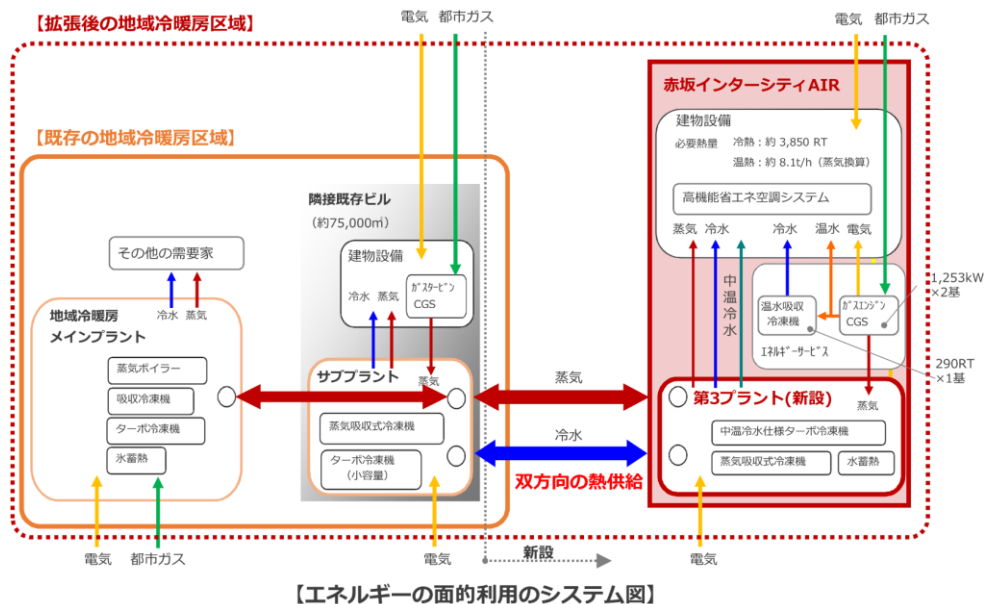 電気 都市ガス
電気 都市ガス
【拡張後の地域冷暖房区域】
赤坂インターシティAIR
建物設備
必要熱量 冷熱：約 3,850 RT
温熱：約 8.1t/h（蒸気換算）
高機能省エネ空調システム
蒸気 冷水 冷水 温水 電気
中温冷水
温水吸収
冷凍機
ｶﾞｽｴﾝｼﾞﾝ
CGS
ｴﾈﾙｷﾞｰｻｰﾋﾞｽ
1,253kW
×2基
290RT
×1基
蒸気
第3プラント(新設)
中温冷水仕様ターボ冷凍機
蒸気吸収式冷凍機
水蓄熱
電気
【既存の地域冷暖房区域】
隣接既存ビル
（約75,000㎡）
建物設備
ｶﾞｽﾀｰﾋﾞﾝ
CGS
冷水 蒸気
蒸気
サブプラント
蒸気吸収式冷凍機
ターボ冷凍機
（小容量）
電気
その他の需要家
冷水 蒸気
地域冷暖房
メインプラント
蒸気ボイラー
吸収冷凍機
ターボ冷凍機
氷蓄熱
電気 都市ガス
蒸気
冷水
双方向の熱供給
新設
【エネルギーの面的利用のシステム図】